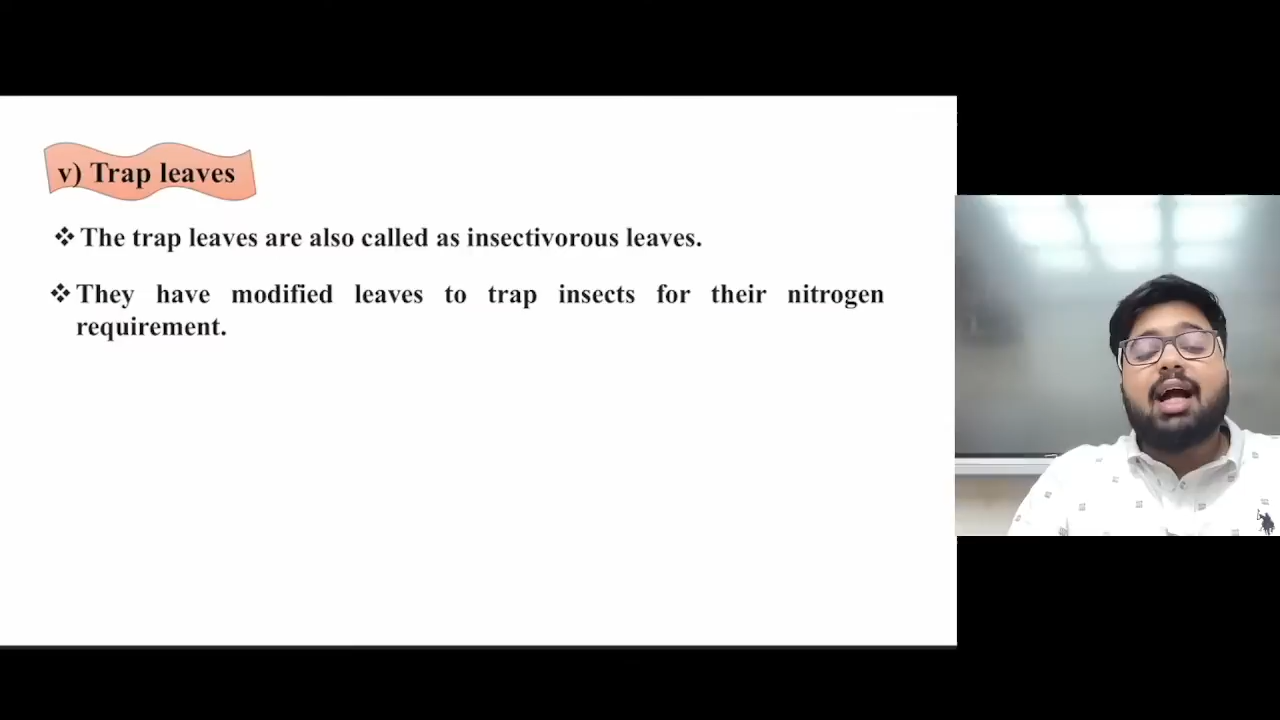 v) Trap leaves
❖ The trap leaves are also called as insectivorous leaves.
❖ They have modified leaves to trap insects for their nitrogen
requirement.